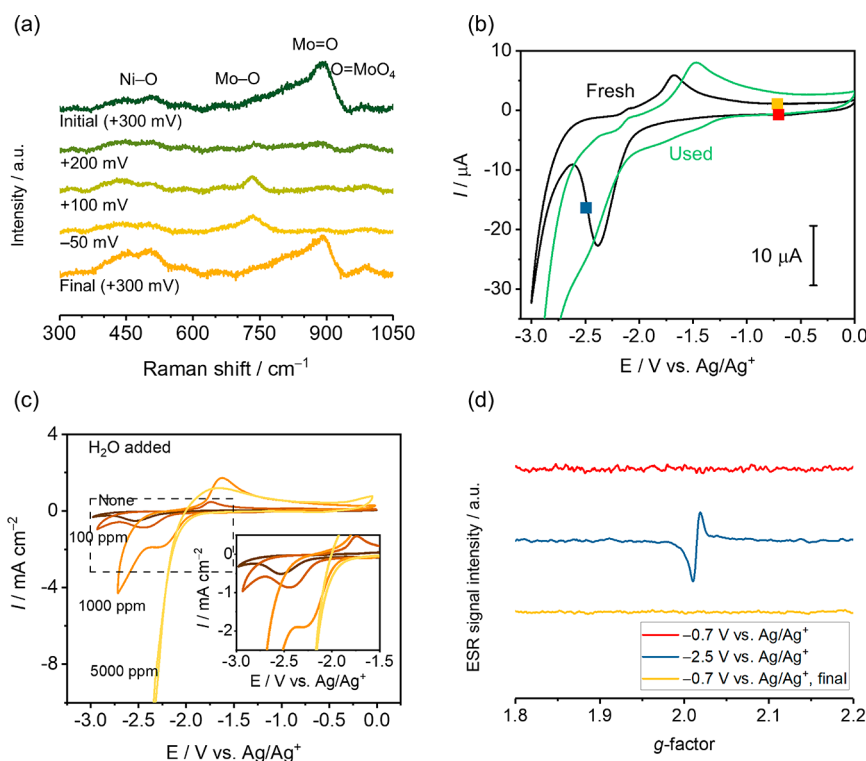 (a)
Mo=O
O=MoO₄
Ni–O
Mo–O
Initial (+300 mV)
+200 mV
+100 mV
–50 mV
Final (+300 mV)
Intensity / a.u.
300 450 600 750 900 1050
Raman shift / cm⁻¹
(b)
10
0
-10
-20
-30
I / μA
Fresh
Used
10 μA
-3.0 -2.5 -2.0 -1.5 -1.0 -0.5 0.0
E / V vs. Ag/Ag⁺
(c)
4
0
-4
-8
I / mA cm⁻²
H₂O added
None
100 ppm
1000 ppm
5000 ppm
0
-1
-2
I / mA cm⁻²
-3.0 -2.5 -2.0 -1.5
E / V vs. Ag/Ag⁺
-3.0 -2.5 -2.0 -1.5 -1.0 -0.5 0.0
E / V vs. Ag/Ag⁺
(d)
ESR signal intensity / a.u.
–0.7 V vs. Ag/Ag⁺
–2.5 V vs. Ag/Ag⁺
–0.7 V vs. Ag/Ag⁺, final
1.8 1.9 2.0 2.1 2.2
g-factor